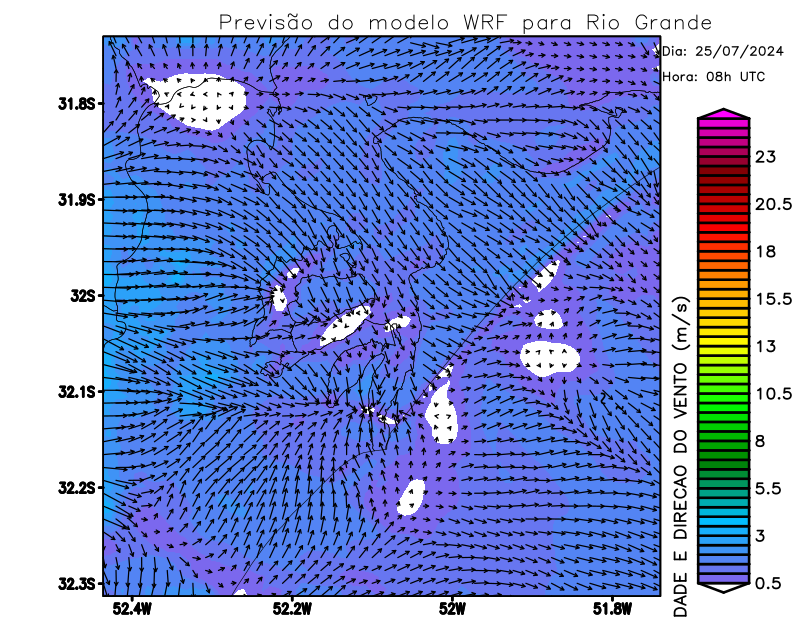 Previsão do modelo WRF para Rio Grande
Dia: 25/07/2024
Hora: 08h UTC
31.8S
31.9S
32S
32.1S
32.2S
32.3S
52.4W
52.2W
52W
51.8W
23
20.5
18
15.5
13
10.5
8
5.5
3
0.5
DADE E DIRECAO DO VENTO (m/s)